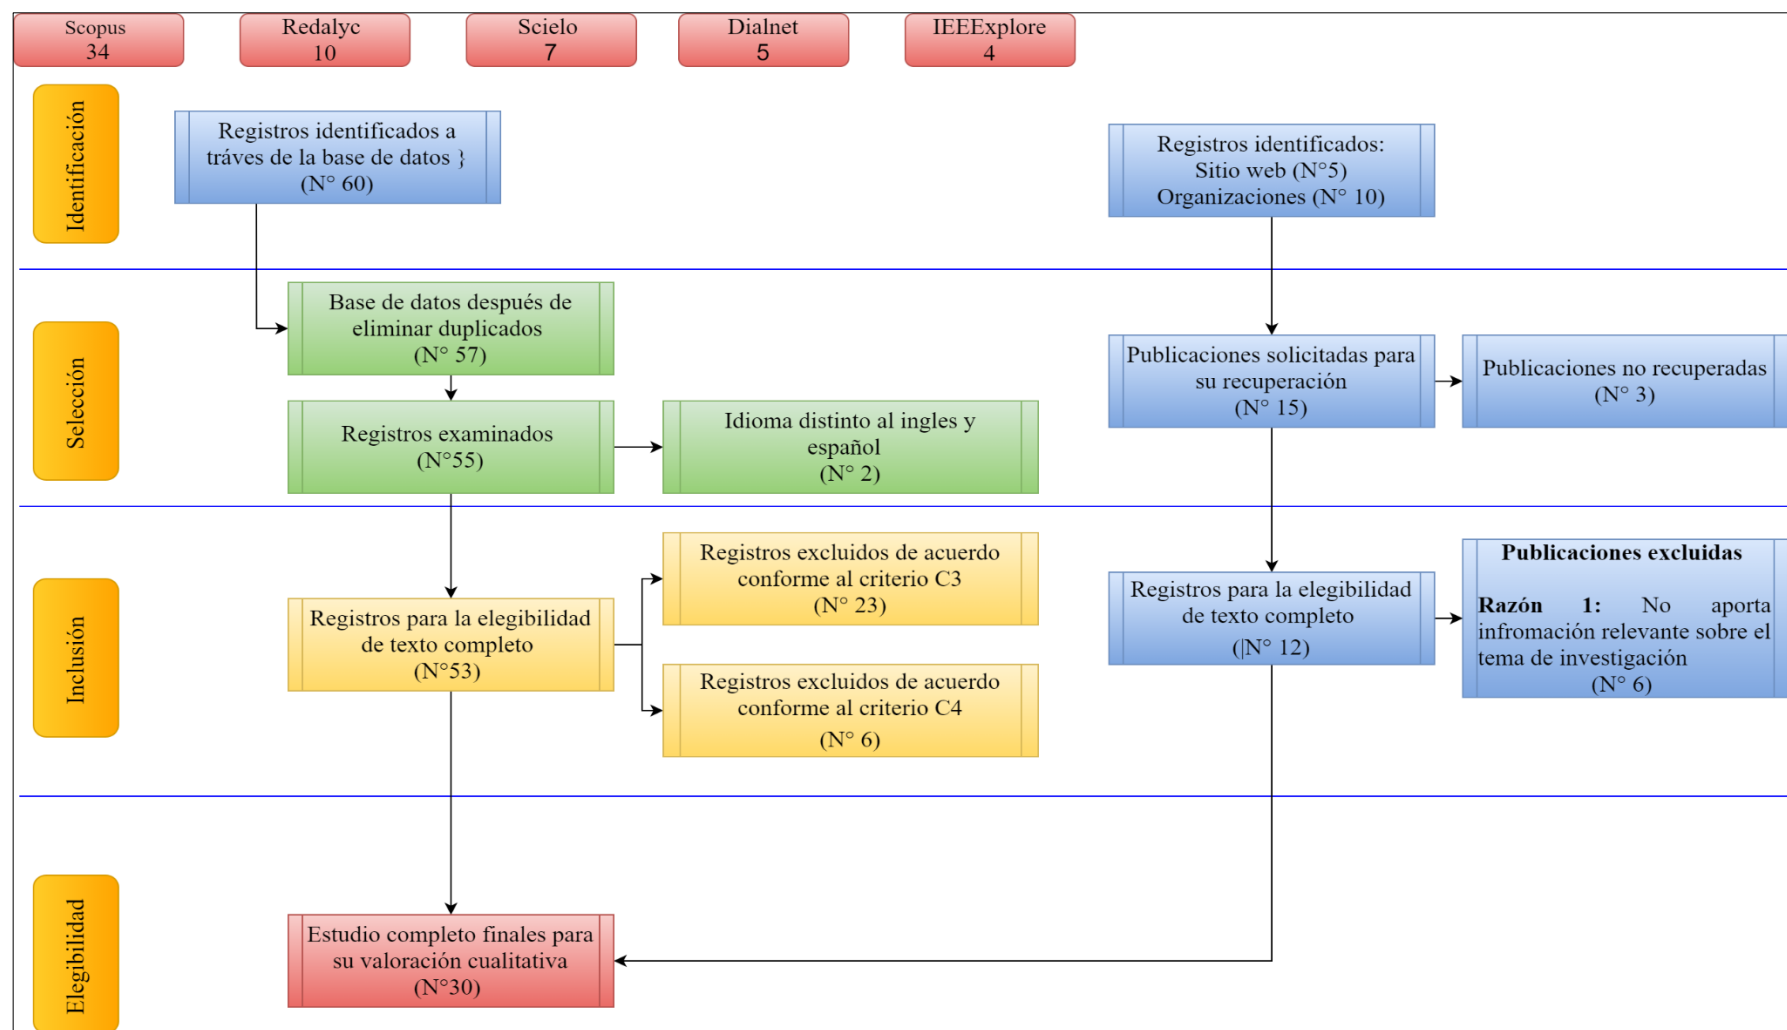 Scopus
34
Redalyc
10
Scielo
7
Dialnet
5
IEEExplore
4
Identificación
Registros identificados a
tráves de la base de datos }
(N° 60)
Registros identificados:
Sitio web (N°5)
Organizaciones (N° 10)
Selección
Base de datos después de
eliminar duplicados
(N° 57)
Registros examinados
(N°55)
Idioma distinto al ingles y
español
(N° 2)
Publicaciones solicitadas para
su recuperación
(N° 15)
Publicaciones no recuperadas
(N° 3)
Inclusión
Registros para la elegibilidad
de texto completo
(N°53)
Registros excluidos de acuerdo
conforme al criterio C3
(N° 23)
Registros excluidos de acuerdo
conforme al criterio C4
(N° 6)
Registros para la elegibilidad
de texto completo
(|N° 12)
Publicaciones excluidas
Razón 1: No aporta
infromación relevante sobre el
tema de investigación
(N° 6)
Elegibilidad
Estudio completo finales para
su valoración cualitativa
(N°30)